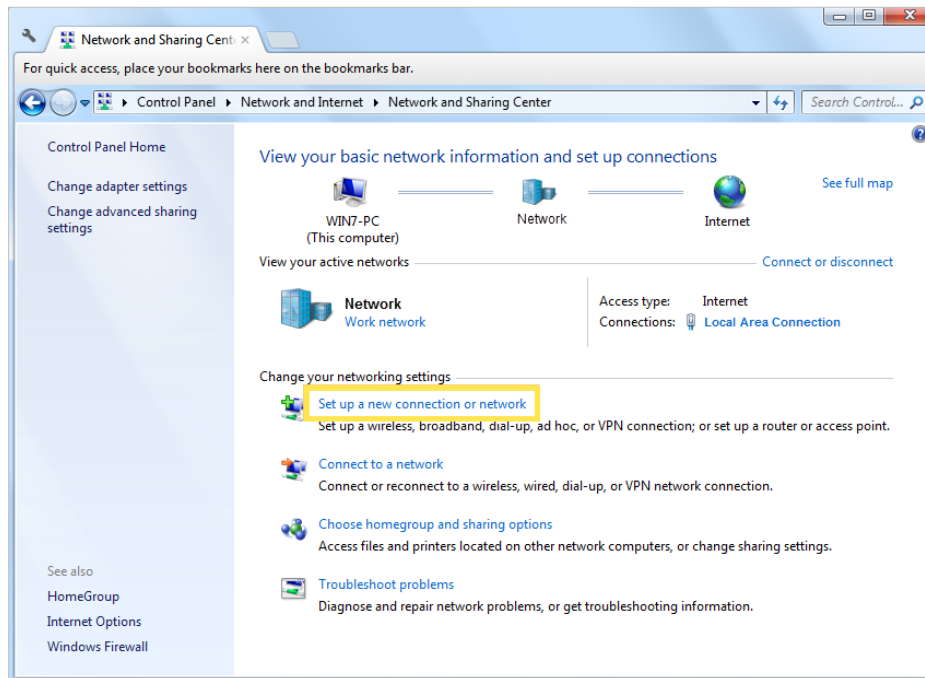 Network and Sharing Cent
For quick access, place your bookmarks here on the bookmarks bar.
Control Panel Network and Internet Network and Sharing Center
Search Control...
Control Panel Home
Change adapter settings
Change advanced sharing
settings
View your basic network information and set up connections
See full map
WIN7-PC
(This computer)
Network
Internet
View your active networks
Connect or disconnect
Network
Work network
Access type: Internet
Connections: Local Area Connection
Change your networking settings
Set up a new connection or network
Set up a wireless, broadband, dial-up, ad hoc, or VPN connection; or set up a router or access point.
Connect to a network
Connect or reconnect to a wireless, wired, dial-up, or VPN network connection.
Choose homegroup and sharing options
Access files and printers located on other network computers, or change sharing settings.
Troubleshoot problems
Diagnose and repair network problems, or get troubleshooting information.
See also
HomeGroup
Internet Options
Windows Firewall